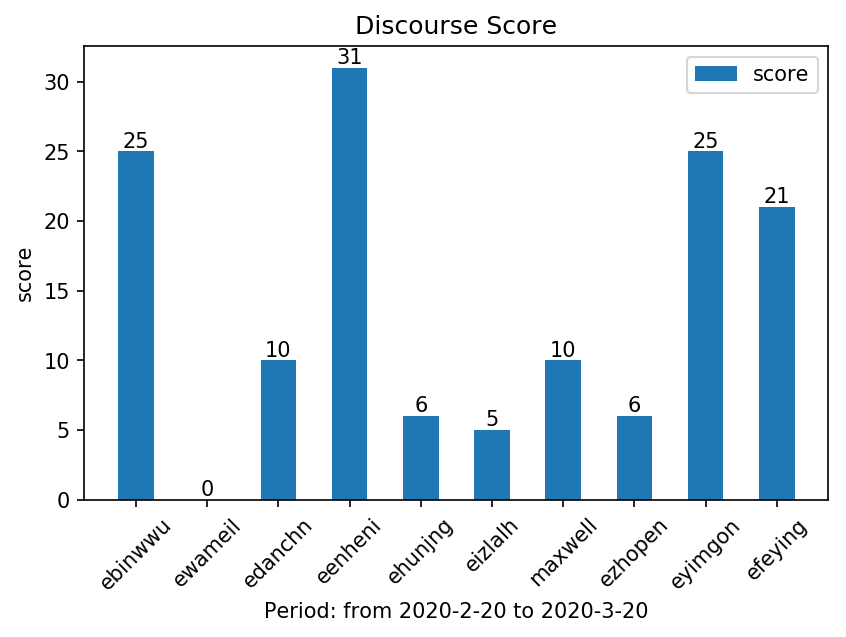 Discourse Score
score
30
25
20
15
10
5
0
score
25
0
10
31
6
5
10
6
25
21
ebinwwu
ewameil
edanchn
eenheni
ehunjng
eizlalh
maxwell
ezhopen
eyimgon
efeying
Period: from 2020-2-20 to 2020-3-20